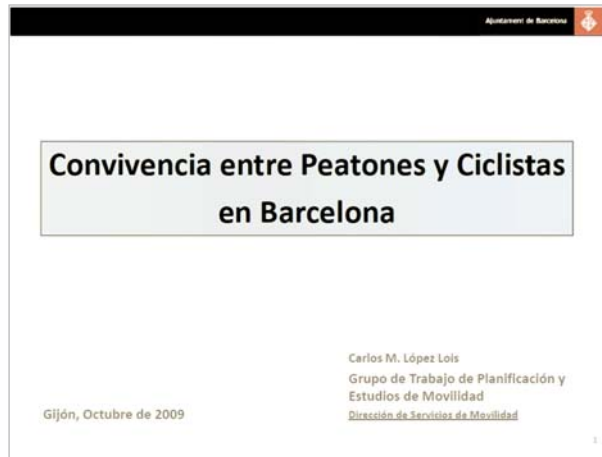 Ajuntament de Barcelona
Convivencia entre Peatones y Ciclistas
en Barcelona
Carlos M. López Lois
Grupo de Trabajo de Planificación y
Estudios de Movilidad
Dirección de Servicios de Movilidad
Gijón, Octubre de 2009
1